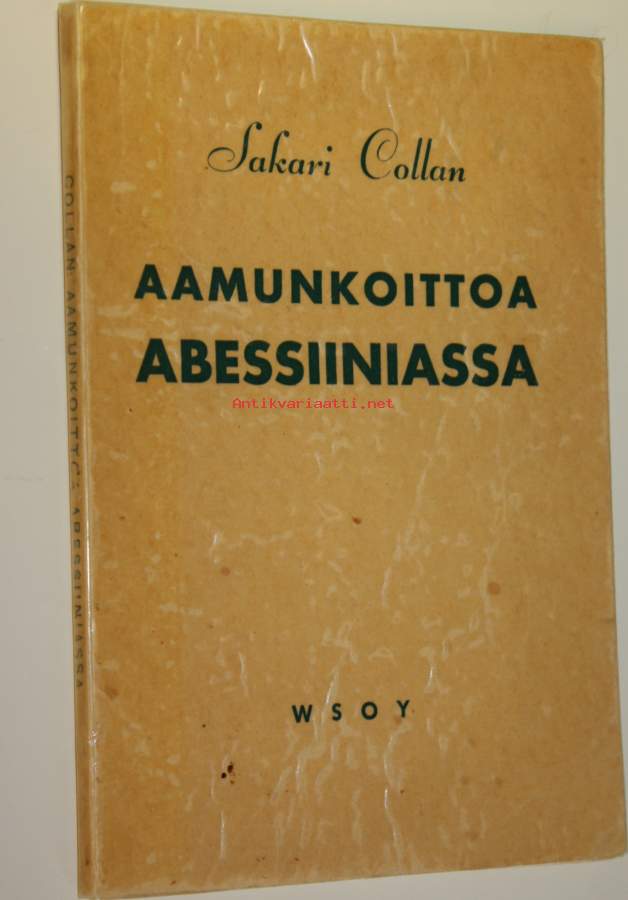 Sakari Collan
AAMUNKOITTOA
ABESSIINIASSA
Antikvariaatti.net
WSOY
COLLAN: AAMUNKOITTOA ABESSIINIASSA